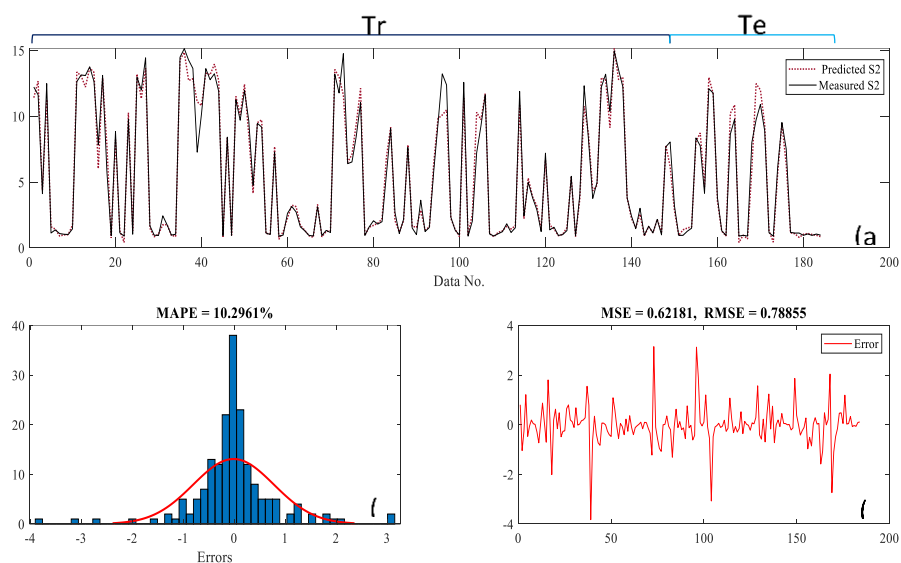 Tr Te
15
10
5
0
Predicted S2
Measured S2
(a
0 20 40 60 80 100 120 140 160 180 200
Data No.
MAPE = 10.2961%
40
30
20
10
0
(
-4 -3 -2 -1 0 1 2 3
Errors
MSE = 0.62181, RMSE = 0.78855
4
2
0
-2
-4
Error
(
0 50 100 150 200